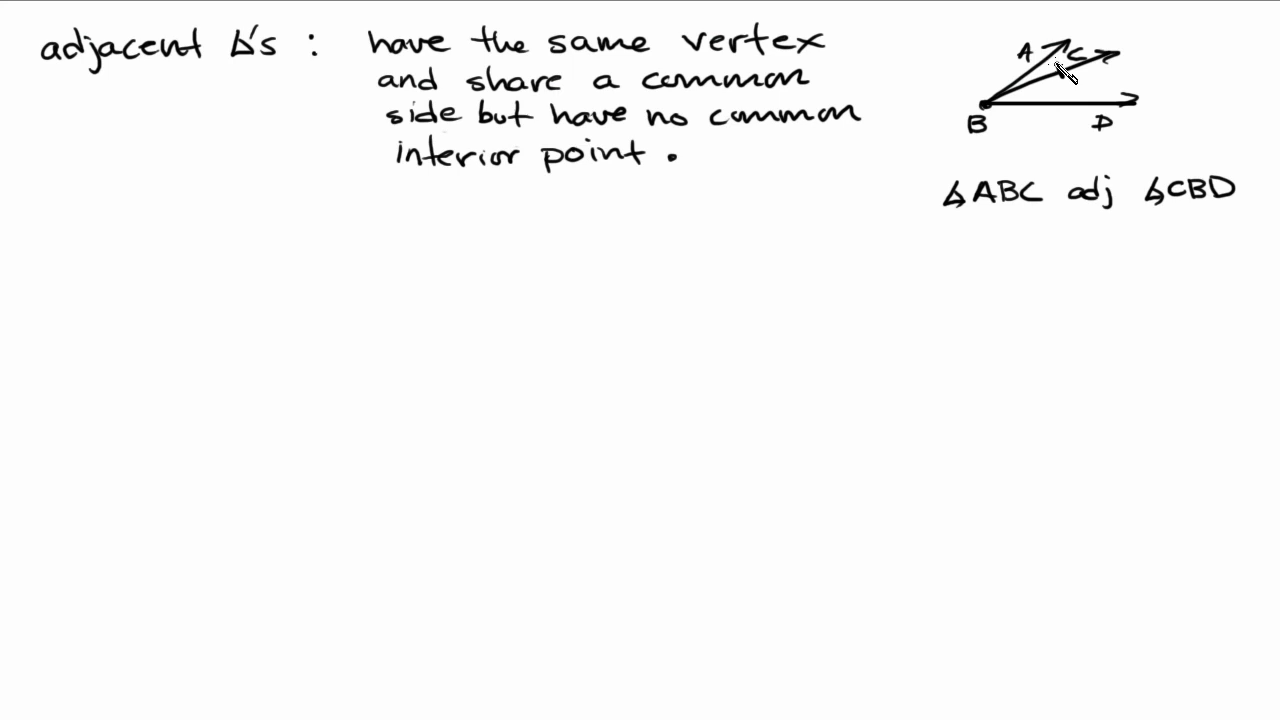 adjacent ∡'s : have the same vertex
and share a common
side but have no common
interior point .
A C
B D
∡ABC adj ∡CBD